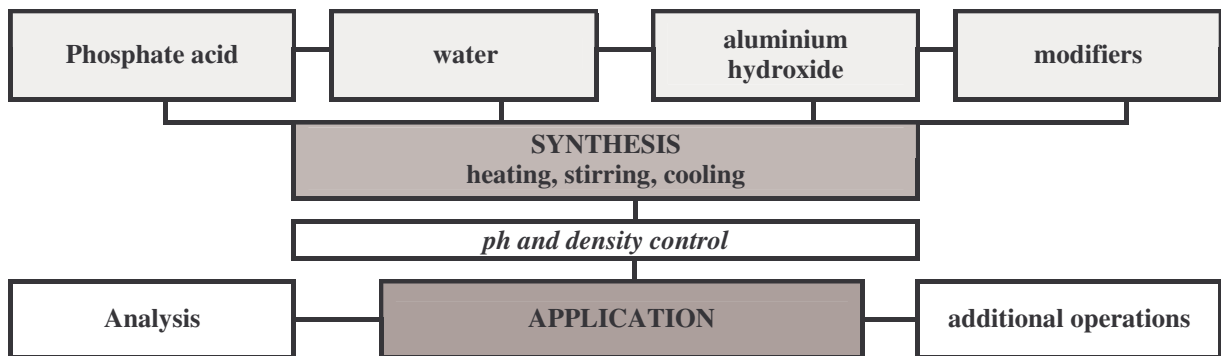 Phosphate acid
water
aluminium
hydroxide
modifiers
SYNTHESIS
heating, stirring, cooling
ph and density control
Analysis
APPLICATION
additional operations